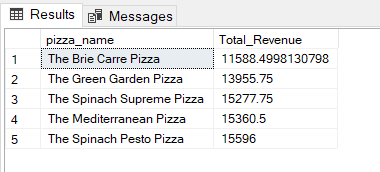 Results Messages
pizza_name Total_Revenue
1 The Brie Carre Pizza 11588.4998130798
2 The Green Garden Pizza 13955.75
3 The Spinach Supreme Pizza 15277.75
4 The Mediterranean Pizza 15360.5
5 The Spinach Pesto Pizza 15596